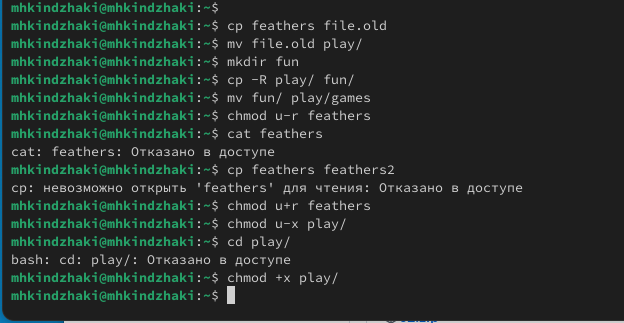 mhkindzhaki@mhkindzhaki:~$
mhkindzhaki@mhkindzhaki:~$ cp feathers file.old
mhkindzhaki@mhkindzhaki:~$ mv file.old play/
mhkindzhaki@mhkindzhaki:~$ mkdir fun
mhkindzhaki@mhkindzhaki:~$ cp -R play/ fun/
mhkindzhaki@mhkindzhaki:~$ mv fun/ play/games
mhkindzhaki@mhkindzhaki:~$ chmod u-r feathers
mhkindzhaki@mhkindzhaki:~$ cat feathers
cat: feathers: Отказано в доступе
mhkindzhaki@mhkindzhaki:~$ cp feathers feathers2
cp: невозможно открыть 'feathers' для чтения: Отказано в доступе
mhkindzhaki@mhkindzhaki:~$ chmod u+r feathers
mhkindzhaki@mhkindzhaki:~$ chmod u-x play/
mhkindzhaki@mhkindzhaki:~$ cd play/
bash: cd: play/: Отказано в доступе
mhkindzhaki@mhkindzhaki:~$ chmod +x play/
mhkindzhaki@mhkindzhaki:~$